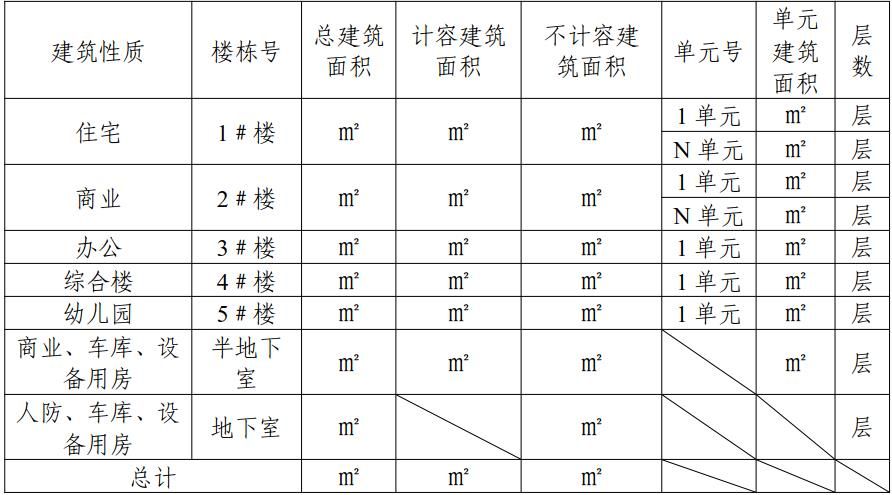 建筑性质 楼栋号 总建筑面积 计容建筑面积 不计容建筑面积 单元号 单元建筑面积 层数
住宅 1#楼 m² m² m² 1单元 m² 层
N单元 m² 层
商业 2#楼 m² m² m² 1单元 m² 层
N单元 m² 层
办公 3#楼 m² m² m² 1单元 m² 层
综合楼 4#楼 m² m² m² 1单元 m² 层
幼儿园 5#楼 m² m² m² 1单元 m² 层
商业、车库、设备用房 半地下室 m² m² m² m² 层
人防、车库、设备用房 地下室 m² m² 层
总计 m² m² m²